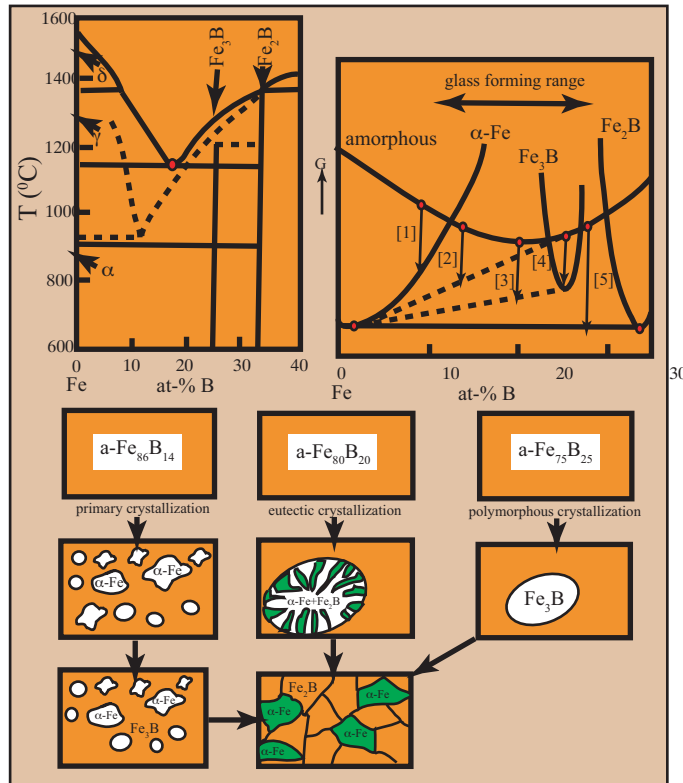 1600
1400
1200
1000
800
600
T (⁰C)
δ
γ
α
Fe₃B
Fe₂B
0 10 20 30 40
Fe at-% B
glass forming range
amorphous
α-Fe
Fe₃B
Fe₂B
G
[1]
[2]
[3]
[4]
[5]
0 10 20 30
Fe at-% B
a-Fe₈₆B₁₄
a-Fe₈₀B₂₀
a-Fe₇₅B₂₅
primary crystallization
eutectic crystallization
polymorphous crystallization
α-Fe
α-Fe
α-Fe+Fe₂B
Fe₃B
α-Fe
α-Fe
Fe₃B
Fe₂B
α-Fe
α-Fe
α-Fe
α-Fe